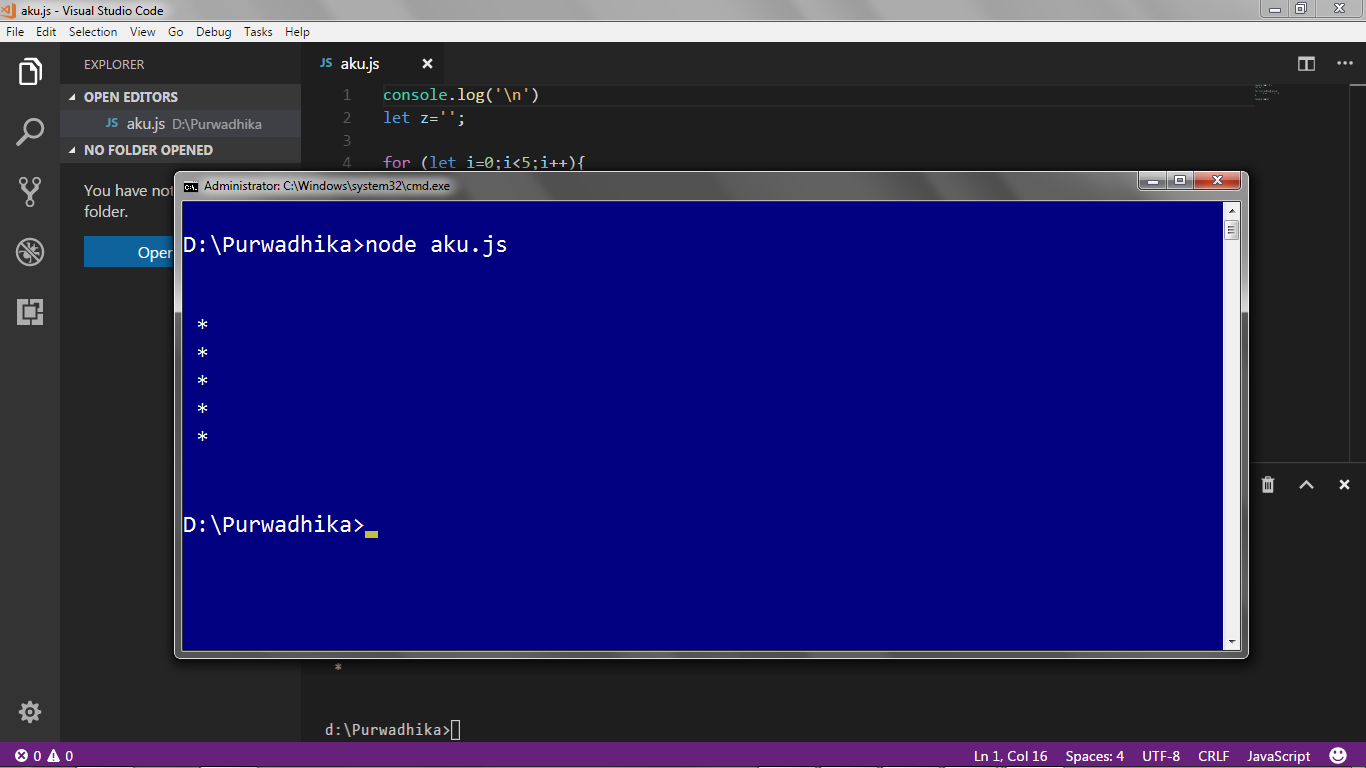 aku.js - Visual Studio Code
File Edit Selection View Go Debug Tasks Help
EXPLORER
OPEN EDITORS
JS aku.js D:\Purwadhika
NO FOLDER OPENED
You have not
folder.
Open
JS aku.js
1 console.log('\n')
2 let z='';
3
4 for (let i=0;i<5;i++){
Administrator: C:\Windows\system32\cmd.exe
D:\Purwadhika>node aku.js
*
*
*
*
*
D:\Purwadhika>
*
d:\Purwadhika>
0 0 Ln 1, Col 16 Spaces: 4 UTF-8 CRLF JavaScript